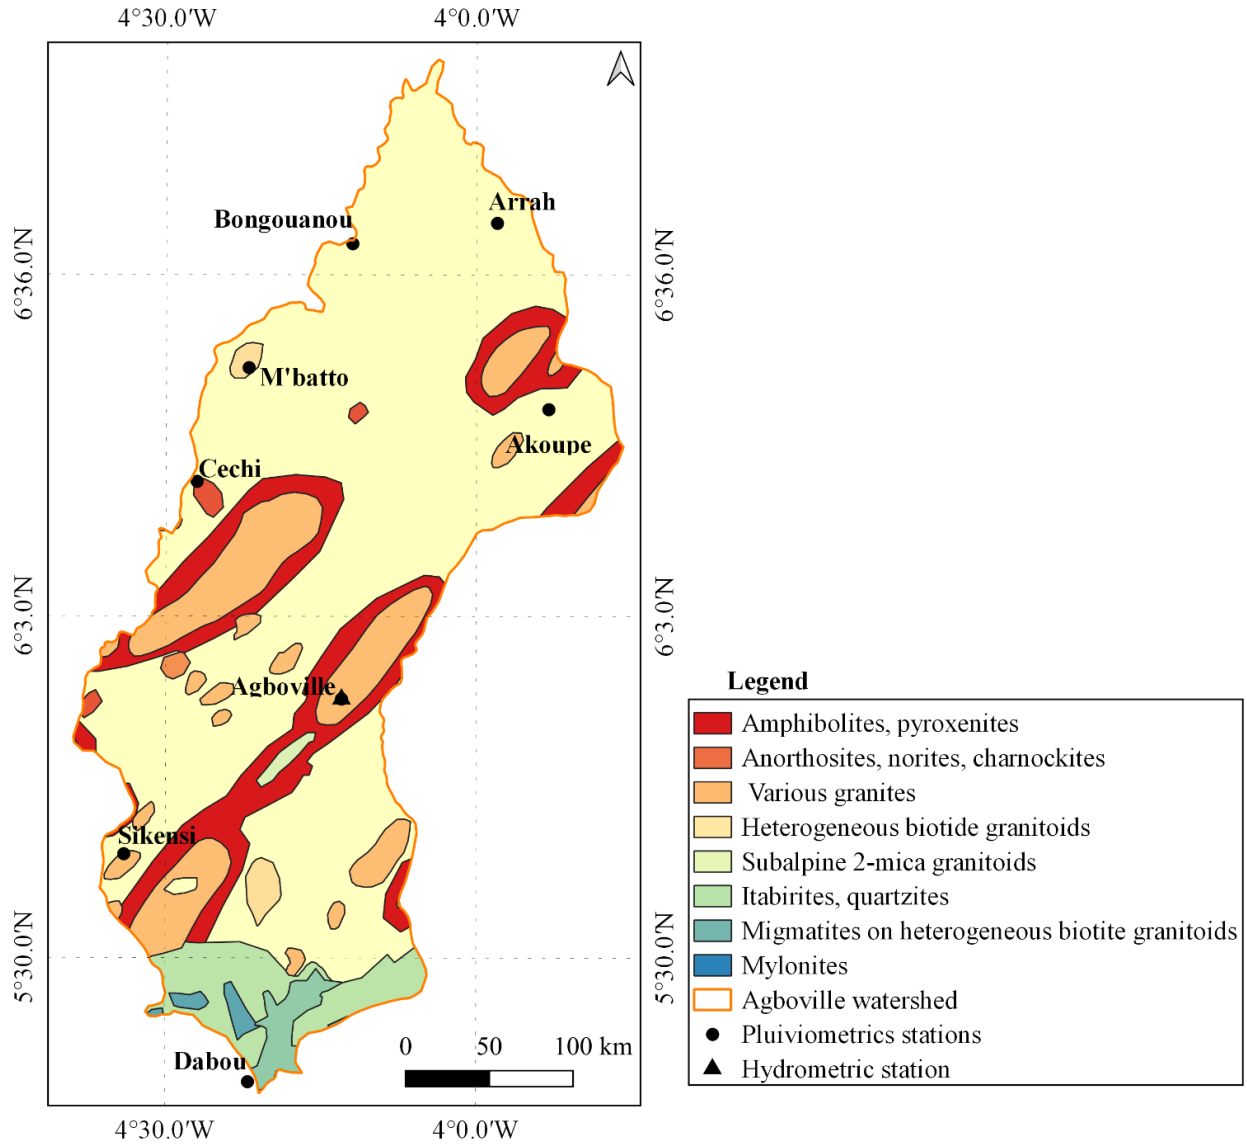 4°30.0'W 4°0.0'W
Arrah
Bongouanou
6°36.0'N 6°36.0'N
M'batto
Akoupe
Cechi
6°3.0'N 6°3.0'N
Agboville
Legend
Amphibolites, pyroxenites
Anorthosites, norites, charnockites
Various granites
Heterogeneous biotide granitoids
Subalpine 2-mica granitoids
Itabirites, quartzites
Migmatites on heterogeneous biotite granitoids
Mylonites
Agboville watershed
Pluiviometrics stations
Hydrometric station
Sikensi
5°30.0'N 5°30.0'N
0 50 100 km
Dabou
4°30.0'W 4°0.0'W